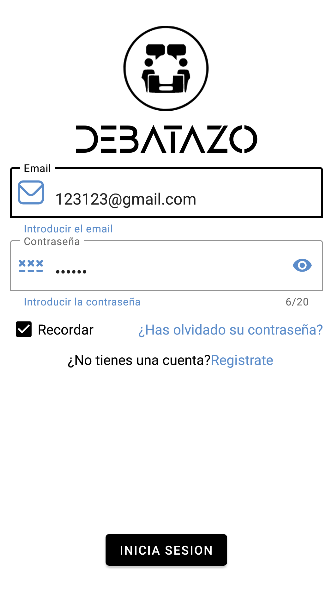 DEBATAZO
Email
123123@gmail.com
Introducir el email
Contraseña
××× ••••••
Introducir la contraseña 6/20
Recordar ¿Has olvidado su contraseña?
¿No tienes una cuenta?Registrate
INICIA SESION